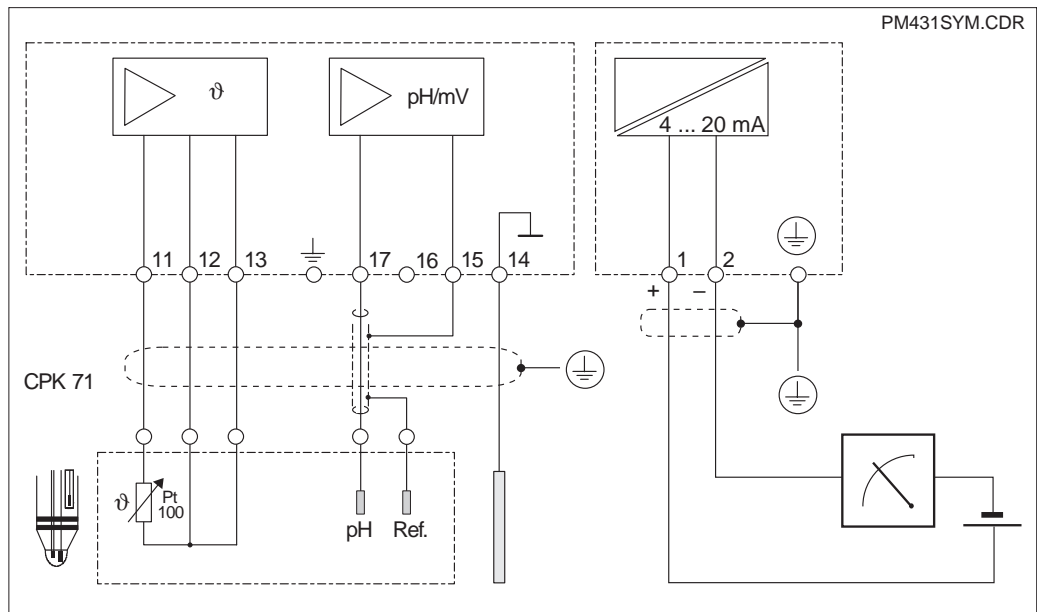 PM431SYM.CDR
ϑ
pH/mV
4 ... 20 mA
11 12 13 17 16 15 14
1 2
+ –
CPK 71
ϑ
Pt
100
pH Ref.